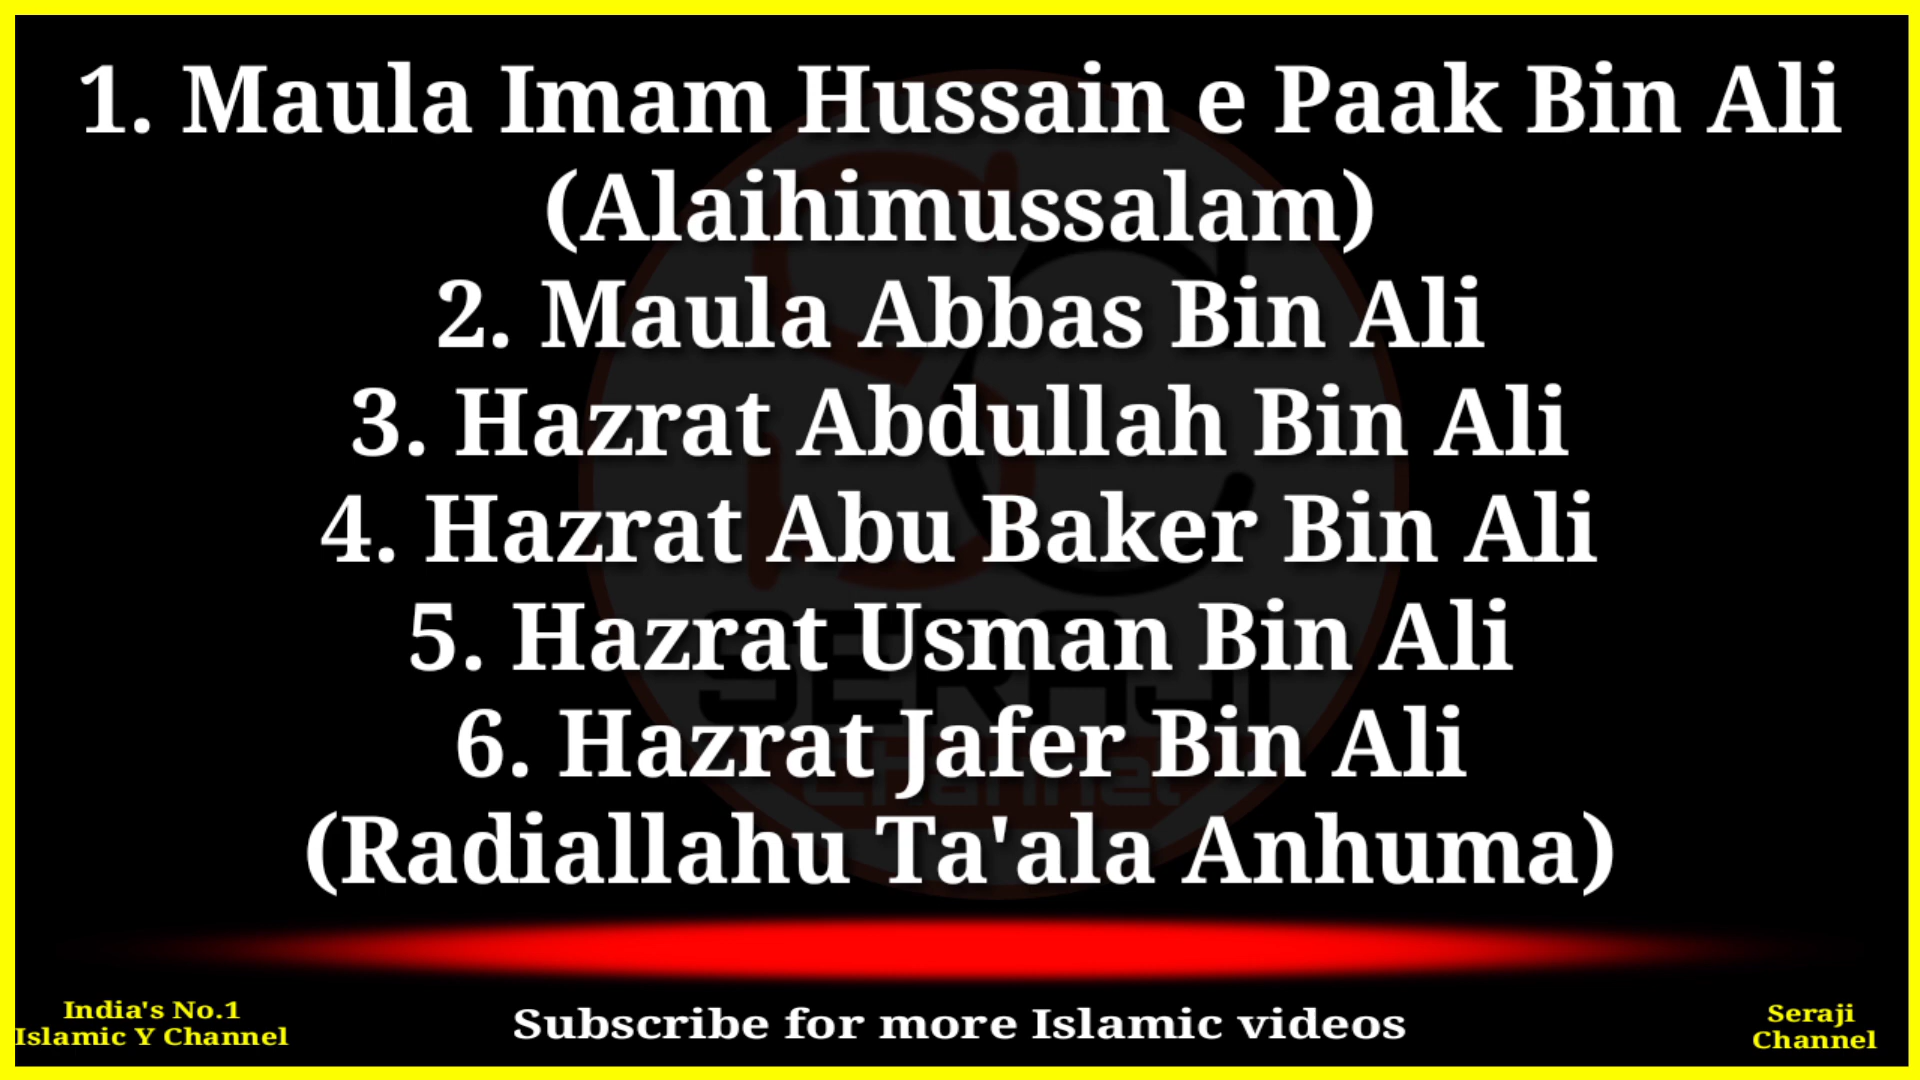 1. Maula Imam Hussain e Paak Bin Ali
(Alaihimussalam)
2. Maula Abbas Bin Ali
3. Hazrat Abdullah Bin Ali
4. Hazrat Abu Baker Bin Ali
5. Hazrat Usman Bin Ali
6. Hazrat Jafer Bin Ali
(Radiallahu Ta'ala Anhuma)
SERAJI
channel
India's No.1
Islamic Y Channel
Subscribe for more Islamic videos
Seraji
Channel